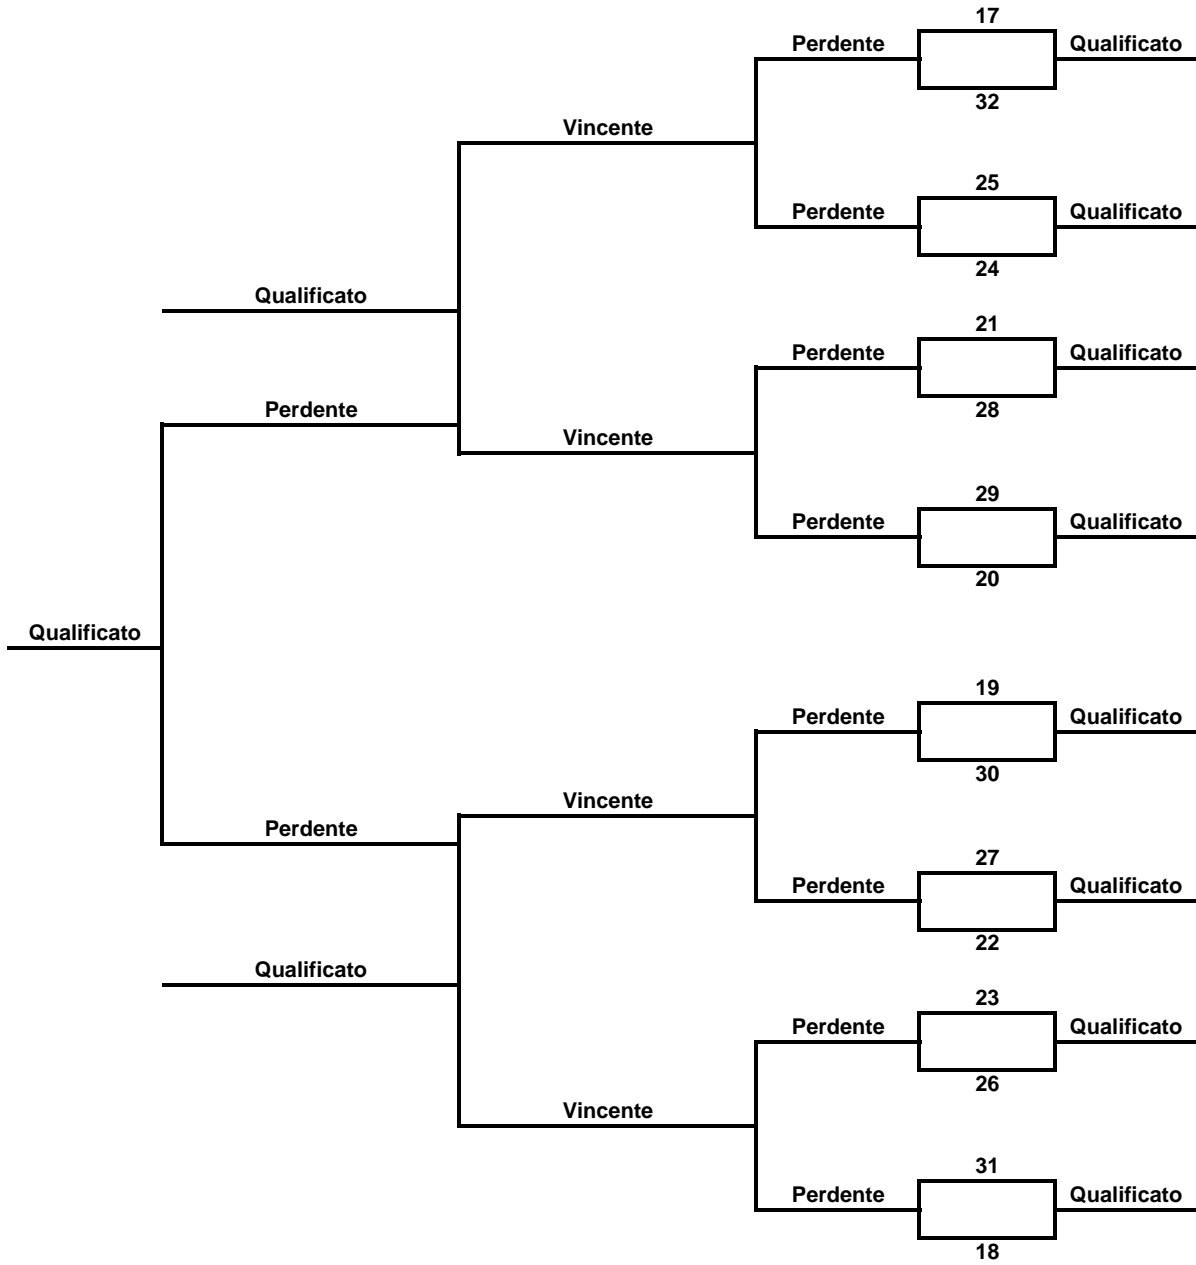 17
Perdente Qualificato
32
Vincente
25
Perdente Qualificato
24
Qualificato
21
Perdente Qualificato
28
Perdente
Vincente
29
Perdente Qualificato
20
Qualificato
19
Perdente Qualificato
30
Vincente
Perdente
27
Perdente Qualificato
22
Qualificato
23
Perdente Qualificato
26
Vincente
31
Perdente Qualificato
18